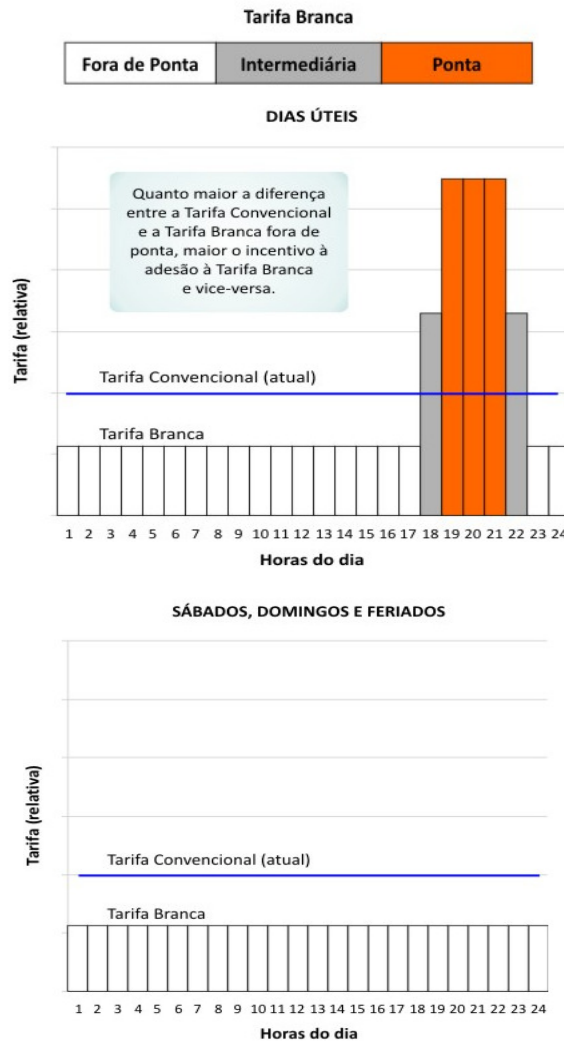 Tarifa Branca
Fora de Ponta Intermediária Ponta
DIAS ÚTEIS
Quanto maior a diferença
entre a Tarifa Convencional
e a Tarifa Branca fora de
ponta, maior o incentivo à
adesão à Tarifa Branca
e vice-versa.
Tarifa (relativa)
Tarifa Convencional (atual)
Tarifa Branca
1 2 3 4 5 6 7 8 9 10 11 12 13 14 15 16 17 18 19 20 21 22 23 24
Horas do dia
SÁBADOS, DOMINGOS E FERIADOS
Tarifa (relativa)
Tarifa Convencional (atual)
Tarifa Branca
1 2 3 4 5 6 7 8 9 10 11 12 13 14 15 16 17 18 19 20 21 22 23 24
Horas do dia